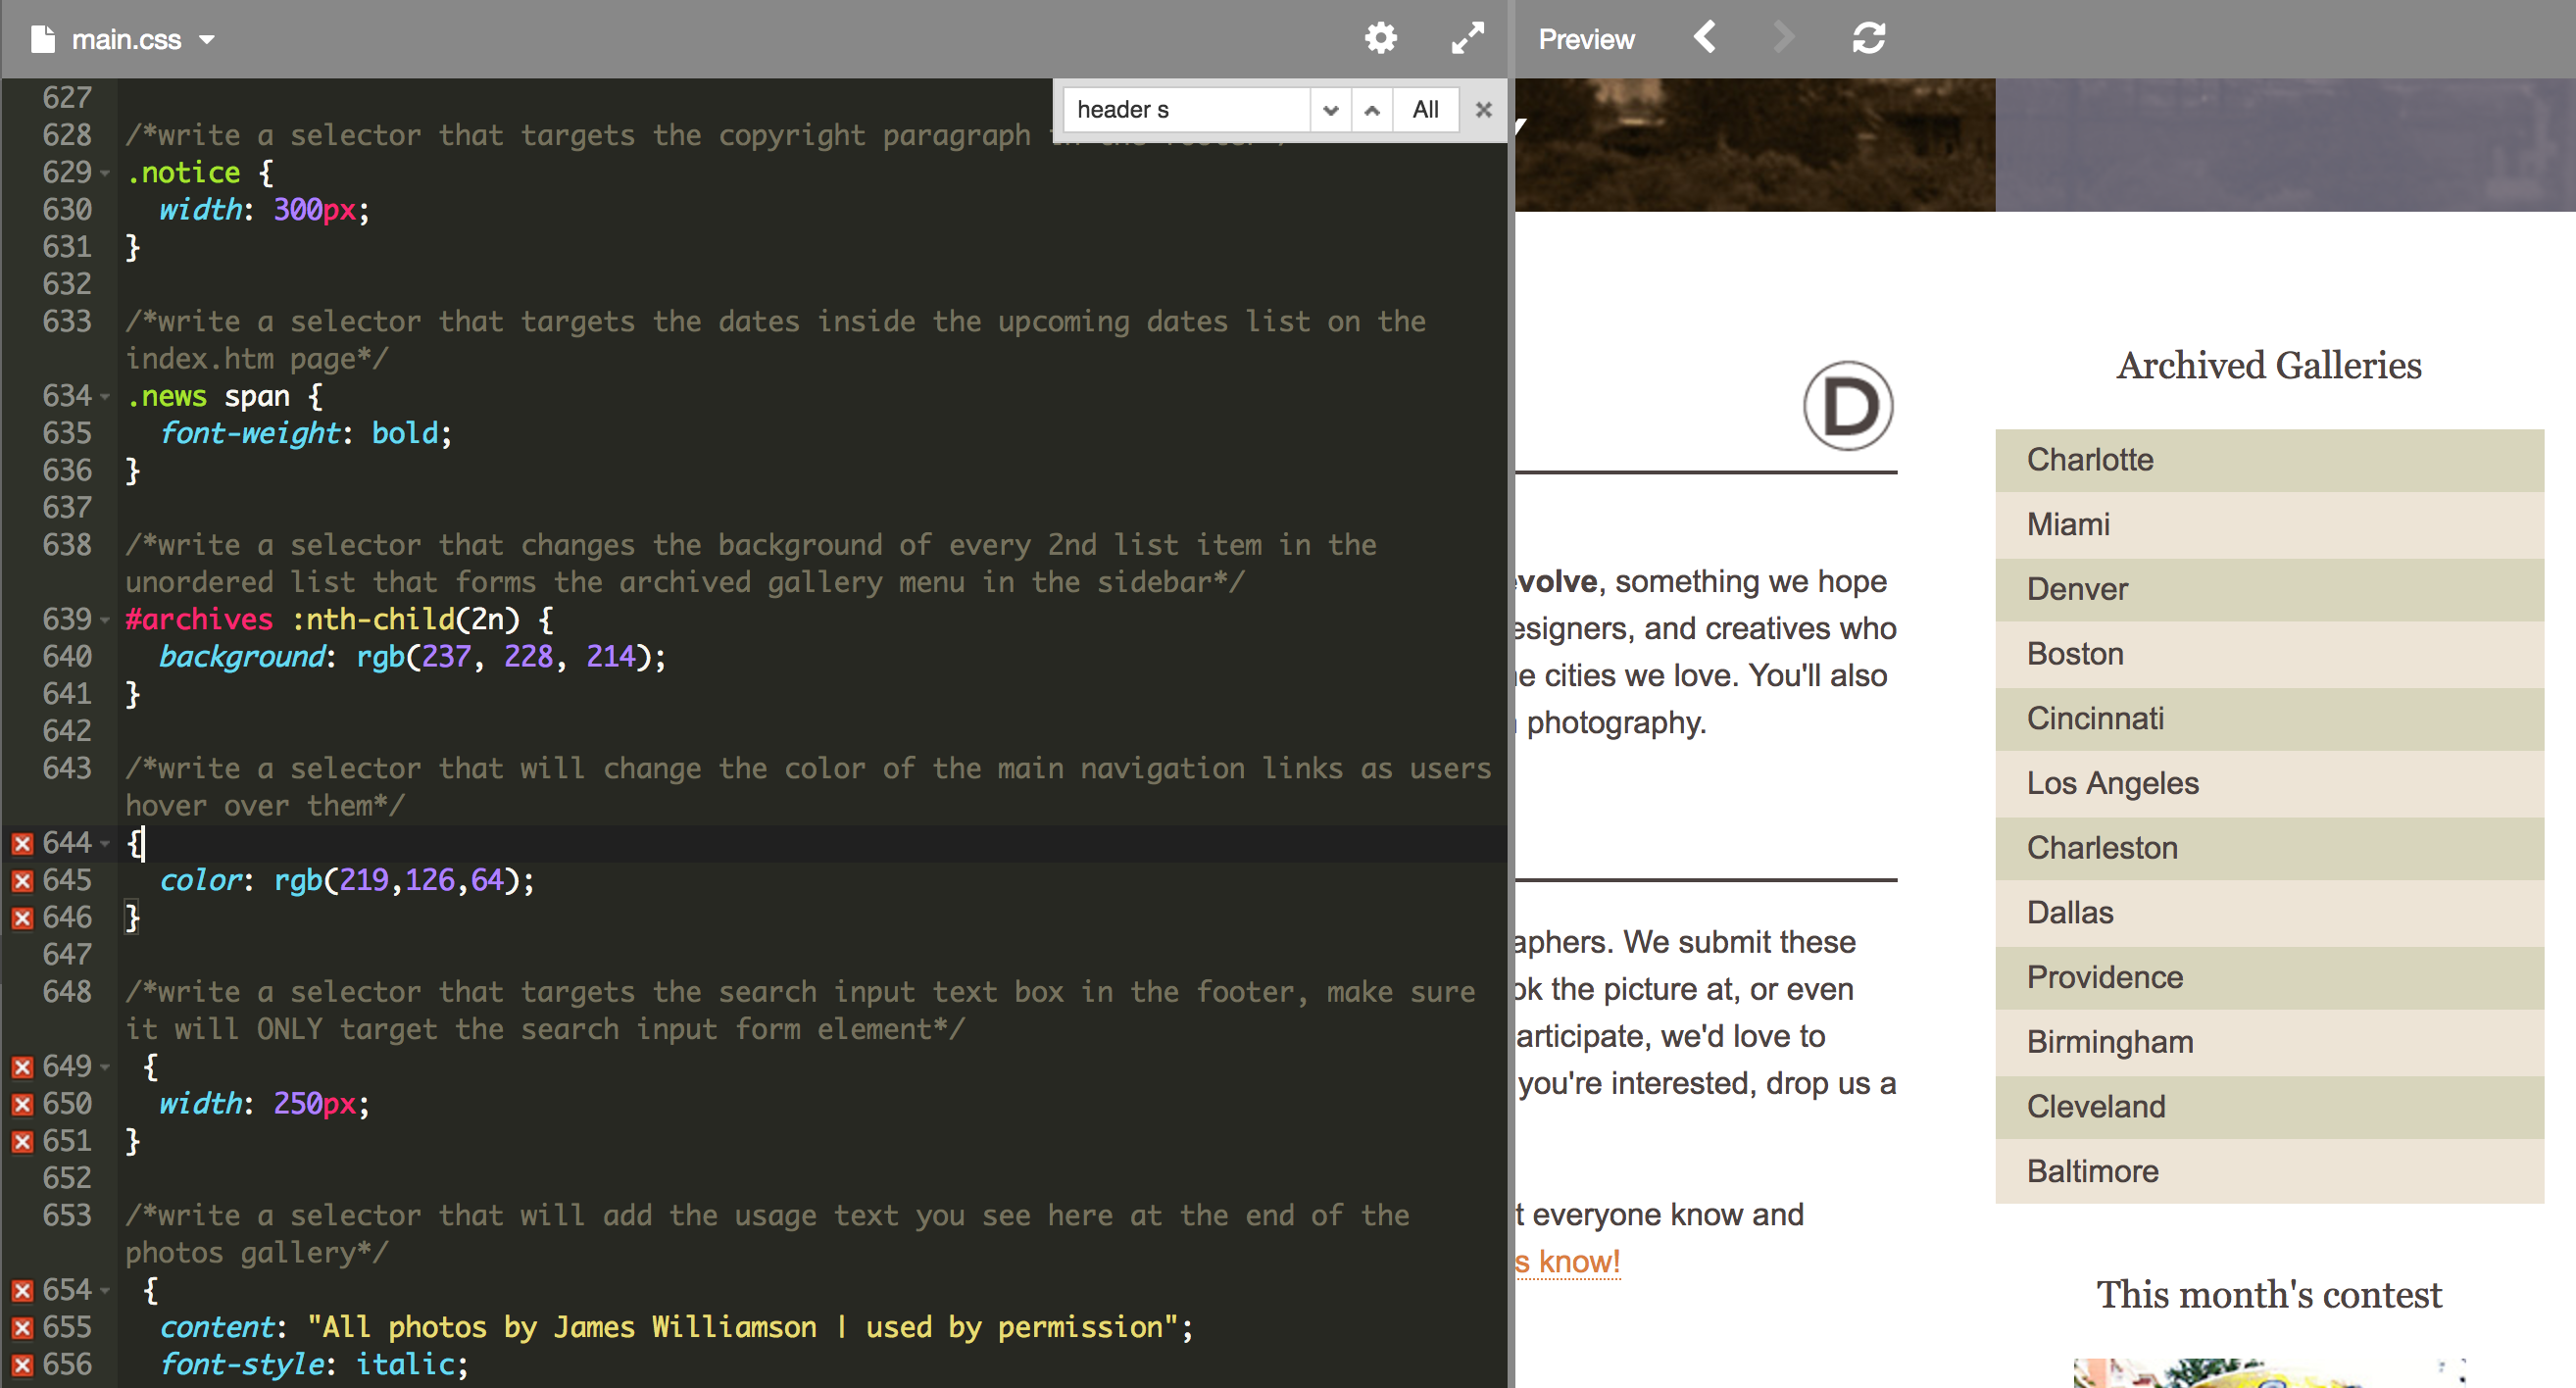 main.css
Preview
header s
All
627
628 /*write a selector that targets the copyright paragraph
629 .notice {
630 width: 300px;
631 }
632
633 /*write a selector that targets the dates inside the upcoming dates list on the
index.htm page*/
634 .news span {
635 font-weight: bold;
636 }
637
638 /*write a selector that changes the background of every 2nd list item in the
unordered list that forms the archived gallery menu in the sidebar*/
639 #archives :nth-child(2n) {
640 background: rgb(237, 228, 214);
641 }
642
643 /*write a selector that will change the color of the main navigation links as users
hover over them*/
644 {
645 color: rgb(219,126,64);
646 }
647
648 /*write a selector that targets the search input text box in the footer, make sure
it will ONLY target the search input form element*/
649 {
650 width: 250px;
651 }
652
653 /*write a selector that will add the usage text you see here at the end of the
photos gallery*/
654 {
655 content: "All photos by James Williamson | used by permission";
656 font-style: italic;
D
volve, something we hope
esigners, and creatives who
e cities we love. You'll also
photography.
aphers. We submit these
ok the picture at, or even
articipate, we'd love to
you're interested, drop us a
t everyone know and
s know!
Archived Galleries
Charlotte
Miami
Denver
Boston
Cincinnati
Los Angeles
Charleston
Dallas
Providence
Birmingham
Cleveland
Baltimore
This month's contest